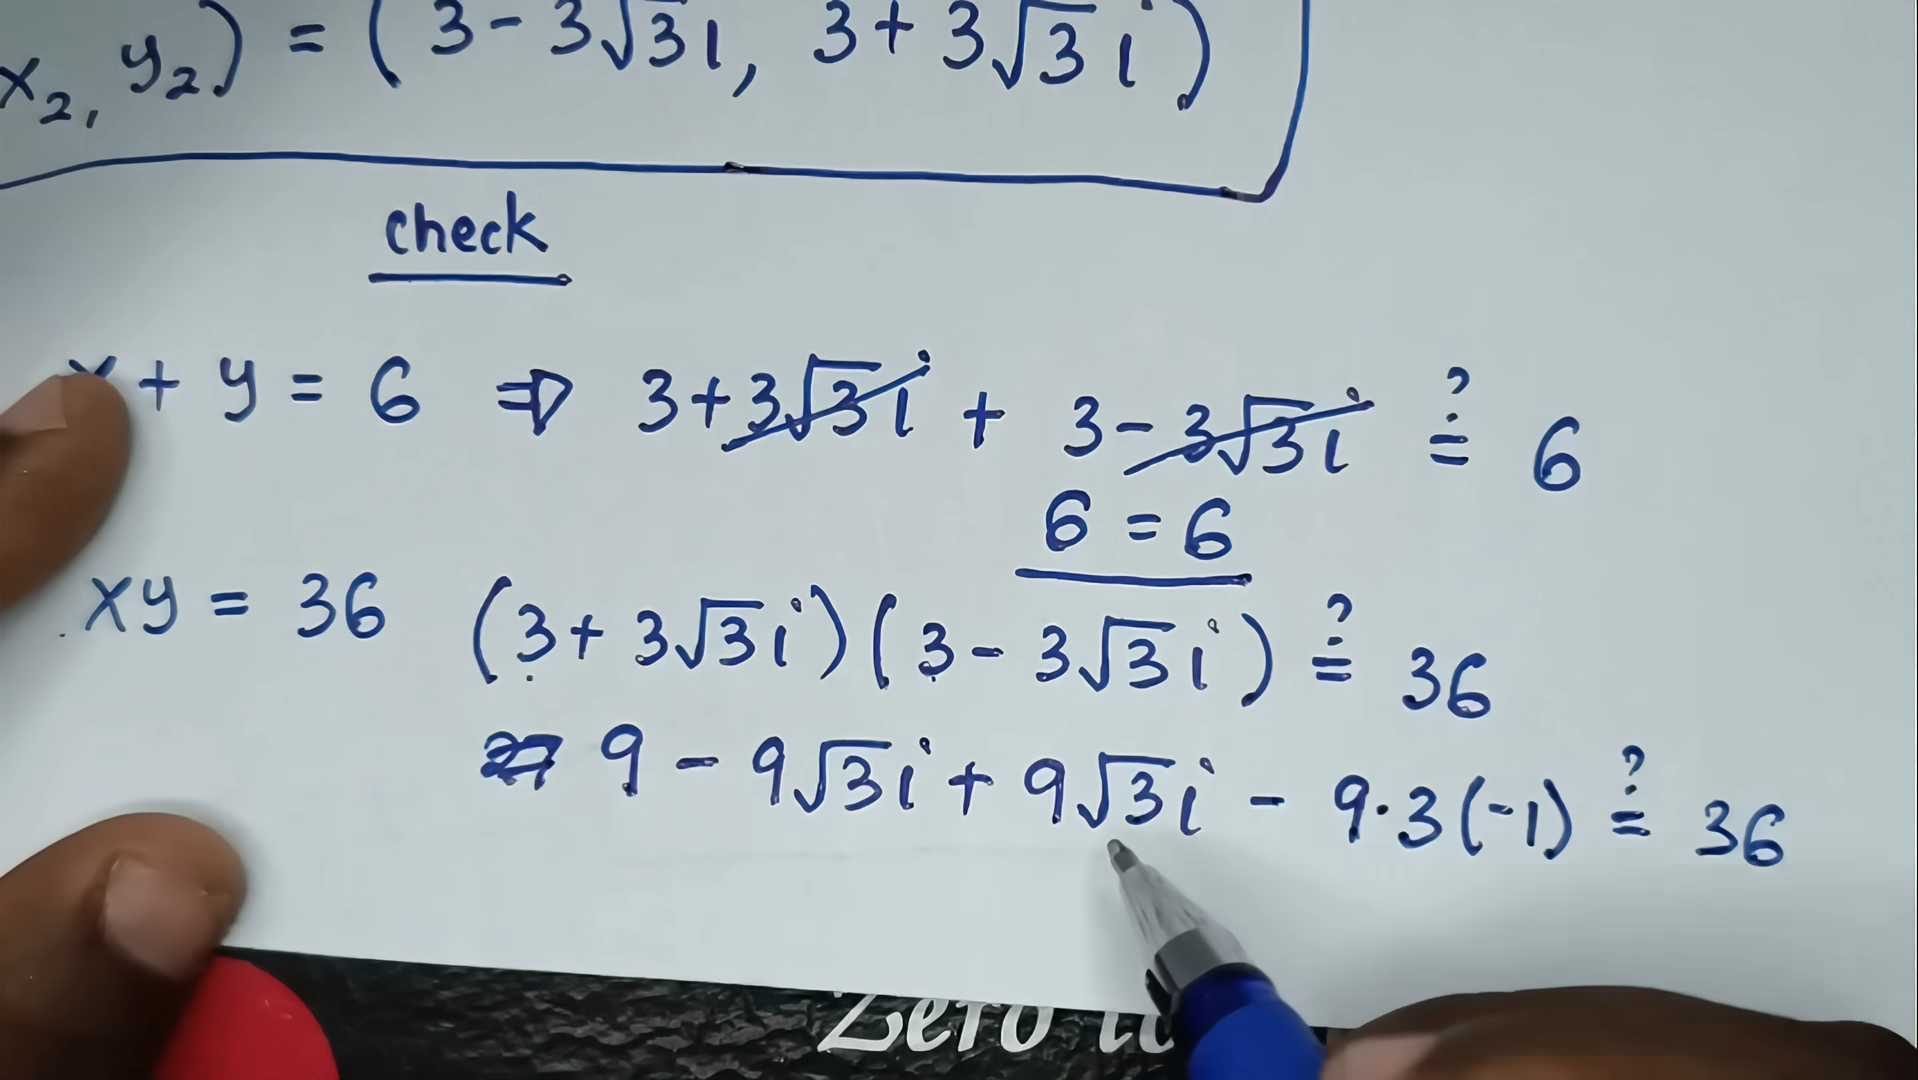 x₂, y₂) = (3 - 3√3 i, 3 + 3√3 i)
check
x + y = 6 ⇒ 3 + 3√3 i + 3 - 3√3 i ≟ 6
6 = 6
xy = 36 (3 + 3√3 i)(3 - 3√3 i) ≟ 36
9 - 9√3 i + 9√3 i - 9·3(-1) ≟ 36
Zero